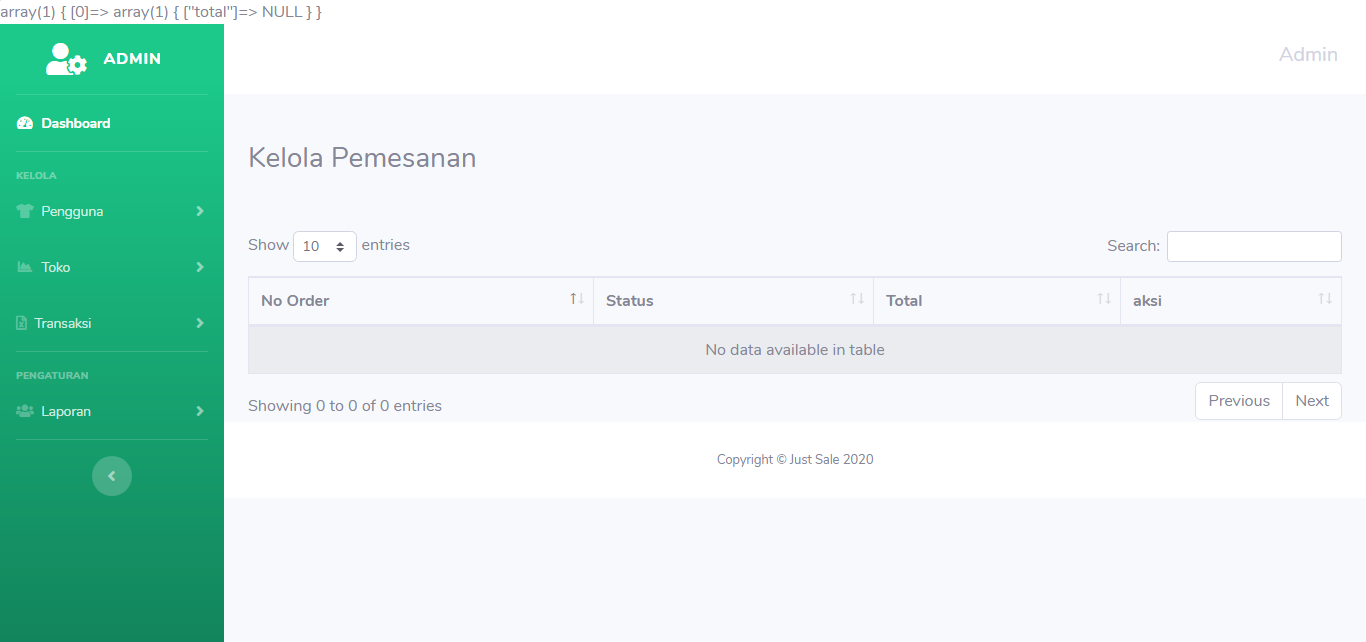 array(1) { [0]=> array(1) { ["total"]=> NULL } }
ADMIN
Admin
Dashboard
KELOLA
Pengguna
Toko
Transaksi
PENGATURAN
Laporan
Kelola Pemesanan
Show 10 entries
Search:
No Order Status Total aksi
No data available in table
Showing 0 to 0 of 0 entries
Previous Next
Copyright © Just Sale 2020